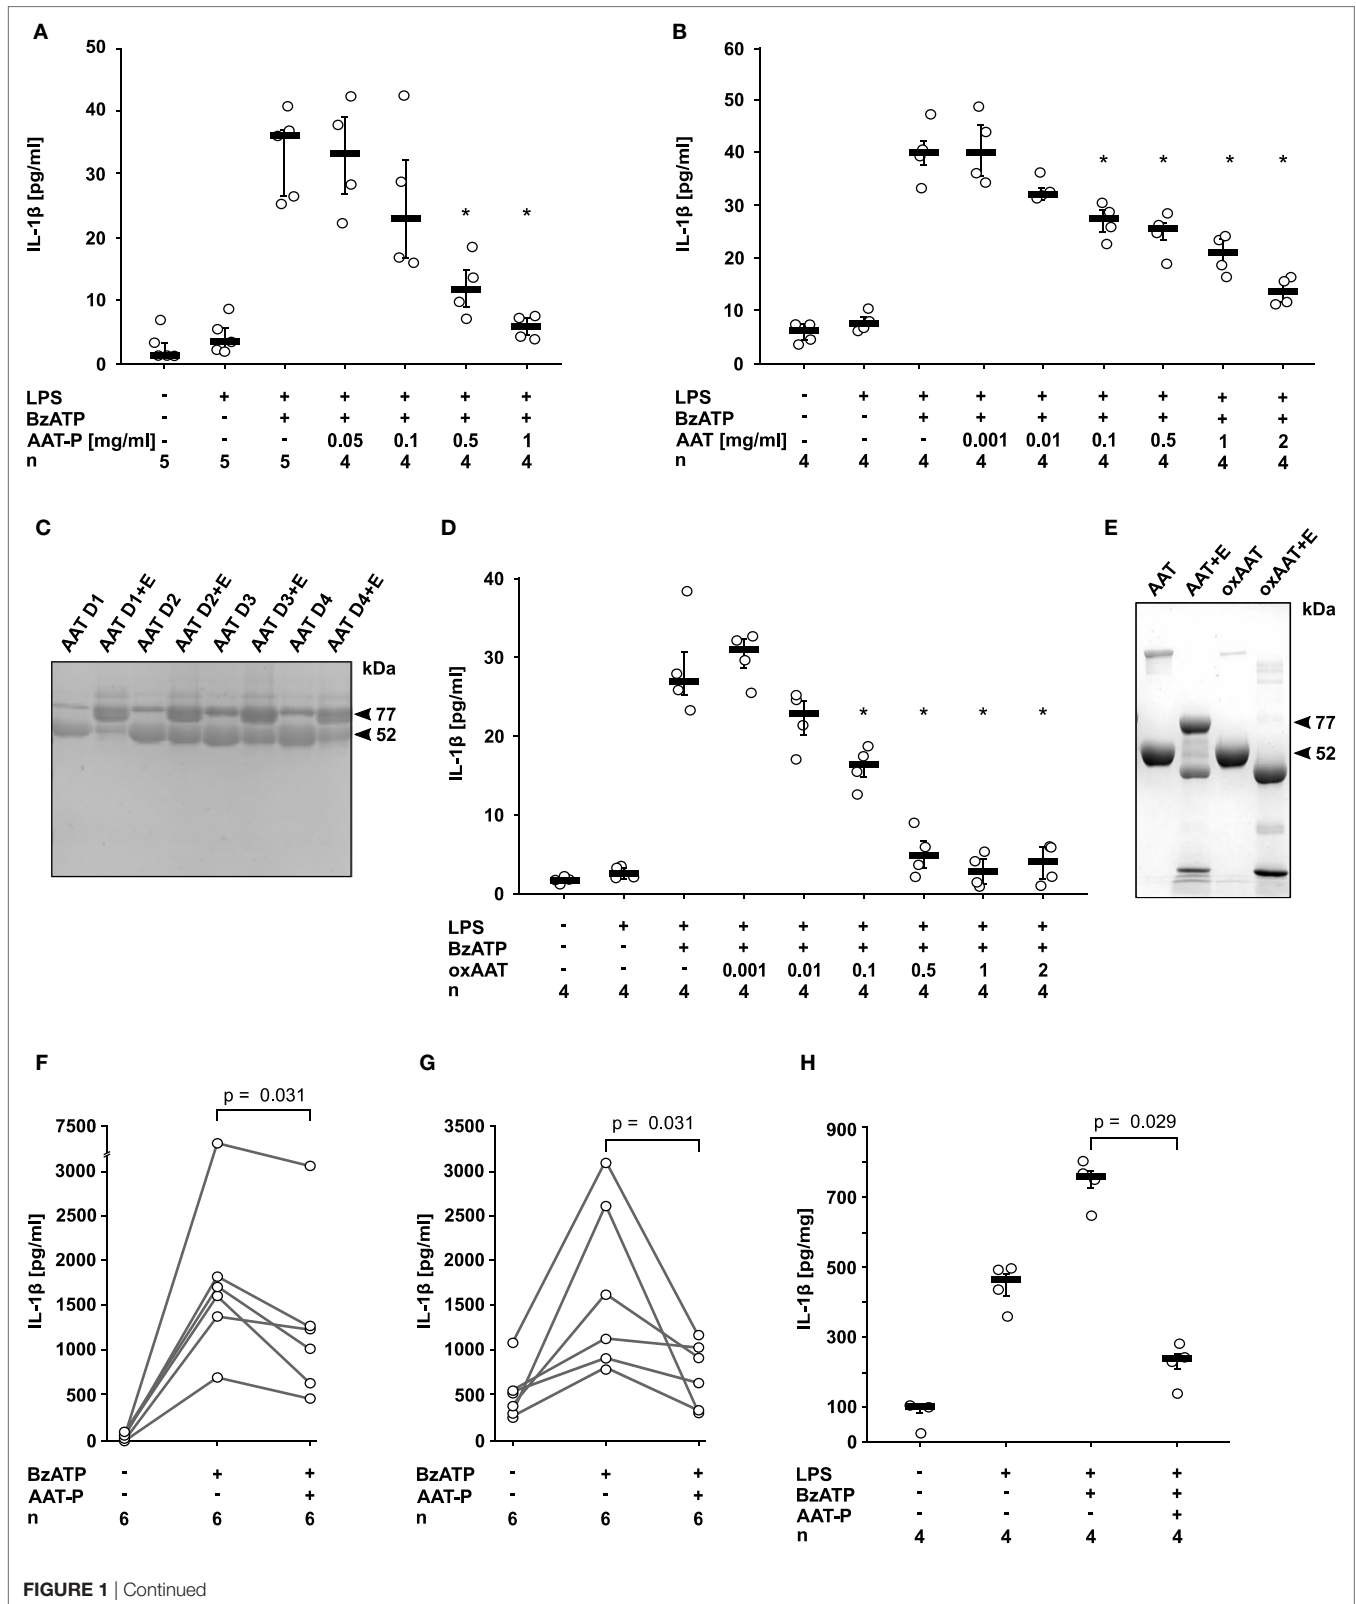 A
IL-1β [pg/ml]
50
40
30
20
10
0
* *
LPS - + + + + + +
BzATP - - + + + + +
AAT-P [mg/ml] - - - 0.05 0.1 0.5 1
n 5 5 5 4 4 4 4
B
IL-1β [pg/ml]
60
50
40
30
20
10
0
* * * *
LPS - + + + + + + + +
BzATP - - + + + + + + +
AAT [mg/ml] - - - 0.001 0.01 0.1 0.5 1 2
n 4 4 4 4 4 4 4 4 4
C
AAT D1
AAT D1+E
AAT D2
AAT D2+E
AAT D3
AAT D3+E
AAT D4
AAT D4+E
kDa
77
52
D
IL-1β [pg/ml]
40
30
20
10
0
* * * *
LPS - + + + + + + + +
BzATP - - + + + + + + +
oxAAT - - - 0.001 0.01 0.1 0.5 1 2
n 4 4 4 4 4 4 4 4 4
E
AAT
AAT+E
oxAAT
oxAAT+E
kDa
77
52
F
p = 0.031
IL-1β [pg/ml]
7500
3000
2500
2000
1500
1000
500
0
BzATP - + +
AAT-P - - +
n 6 6 6
G
p = 0.031
IL-1β [pg/ml]
3500
3000
2500
2000
1500
1000
500
0
BzATP - + +
AAT-P - - +
n 6 6 6
H
p = 0.029
IL-1β [pg/mg]
900
700
500
300
100
0
LPS - + + +
BzATP - - + +
AAT-P - - - +
n 4 4 4 4
FIGURE 1 | Continued